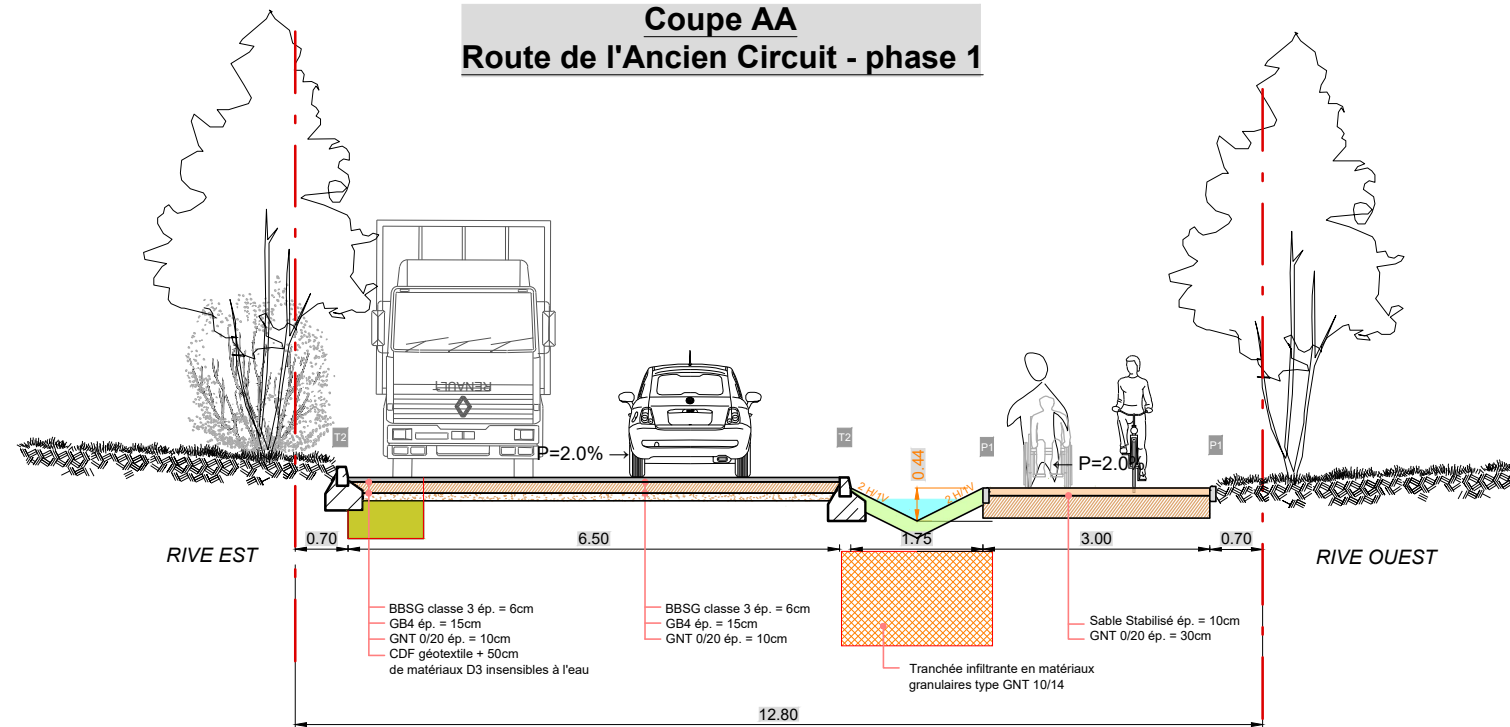 Coupe AA
Route de l'Ancien Circuit - phase 1
RENAULT
T2
P=2.0%
T2
P1
0.44
P=2.0%
P1
2 H/1V
2 H/1V
RIVE EST
0.70
6.50
1.75
3.00
0.70
RIVE OUEST
BBSG classe 3 ép. = 6cm
GB4 ép. = 15cm
GNT 0/20 ép. = 10cm
CDF géotextile + 50cm
de matériaux D3 insensibles à l'eau
BBSG classe 3 ép. = 6cm
GB4 ép. = 15cm
GNT 0/20 ép. = 10cm
Tranchée infiltrante en matériaux
granulaires type GNT 10/14
Sable Stabilisé ép. = 10cm
GNT 0/20 ép. = 30cm
12.80